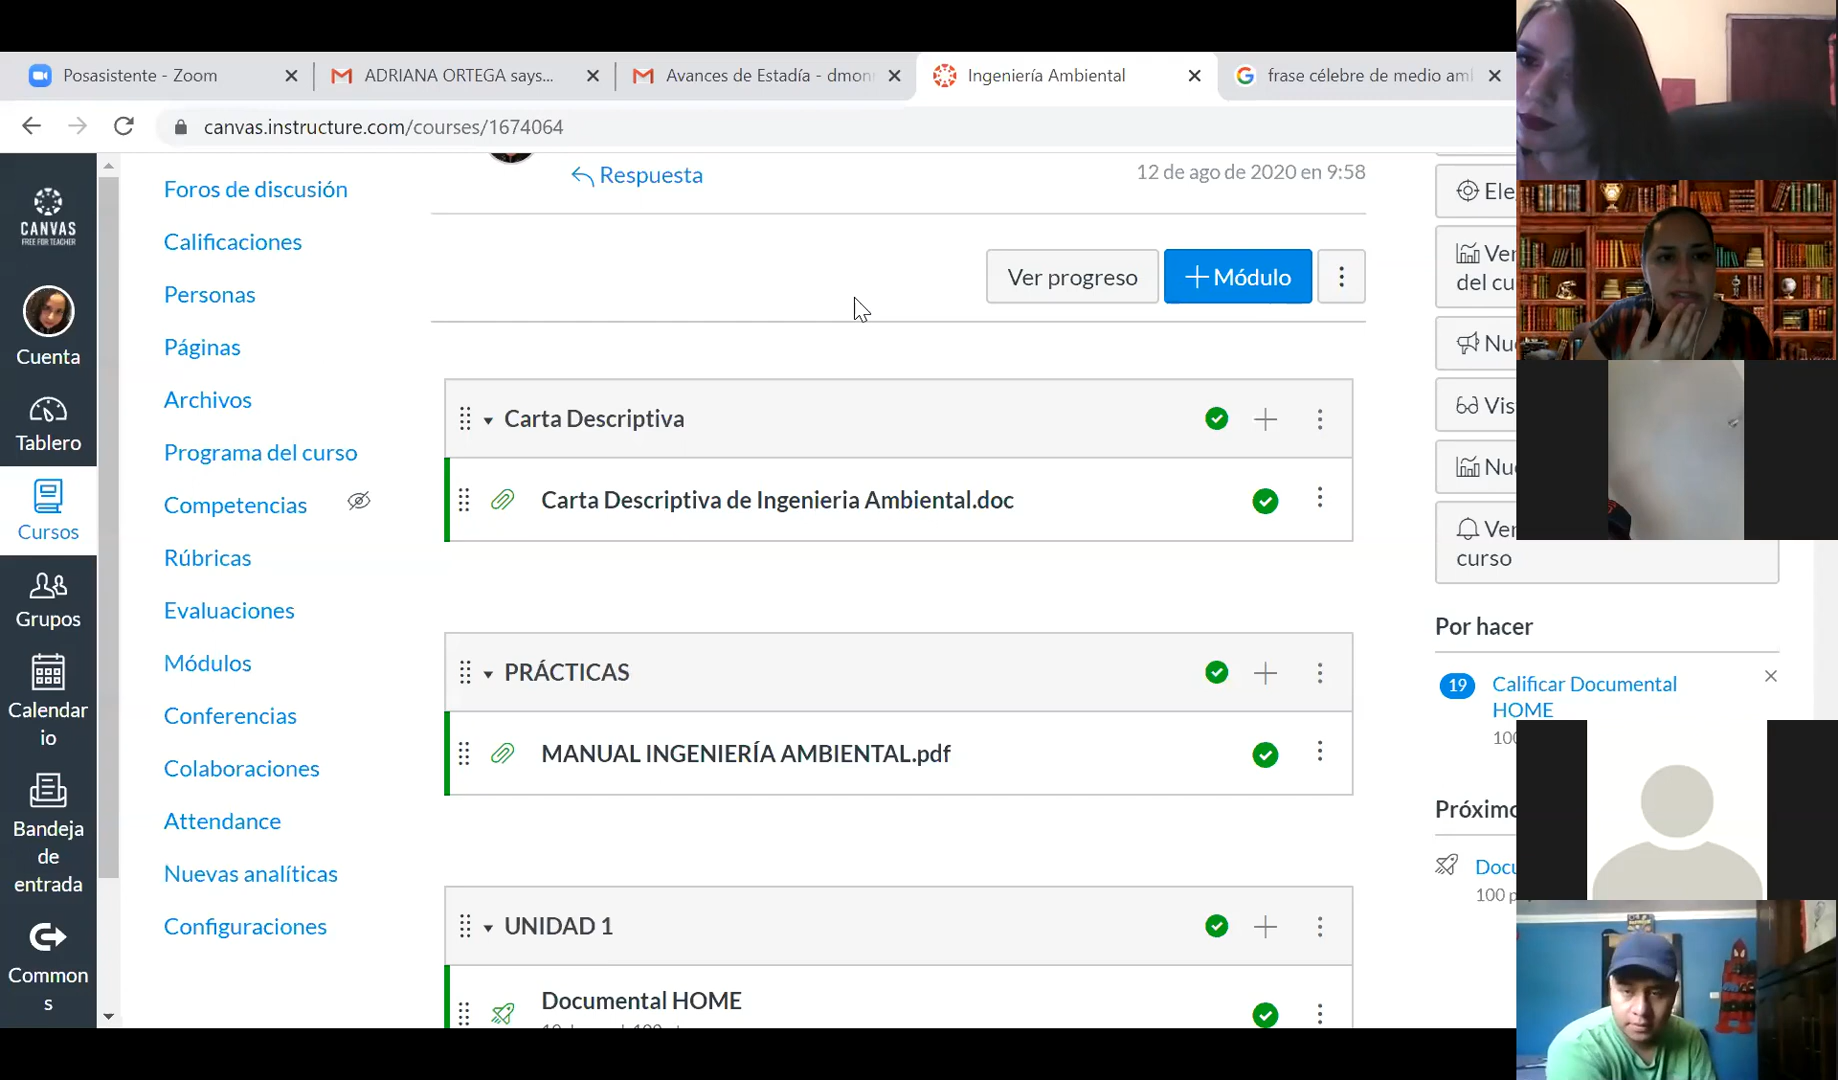 Posasistente - Zoom
ADRIANA ORTEGA says...
Avances de Estadía - dmonr
Ingeniería Ambiental
frase célebre de medio aml
canvas.instructure.com/courses/1674064
CANVAS
FREE FOR TEACHER
Cuenta
Tablero
Cursos
Grupos
Calendar
io
Bandeja
de
entrada
Common
s
Foros de discusión
Calificaciones
Personas
Páginas
Archivos
Programa del curso
Competencias
Rúbricas
Evaluaciones
Módulos
Conferencias
Colaboraciones
Attendance
Nuevas analíticas
Configuraciones
Respuesta
12 de ago de 2020 en 9:58
Ver progreso
Módulo
Carta Descriptiva
Carta Descriptiva de Ingenieria Ambiental.doc
PRÁCTICAS
MANUAL INGENIERÍA AMBIENTAL.pdf
UNIDAD 1
Documental HOME
Ele
Ver
del cu
Nu
Vis
Nu
Ver
curso
Por hacer
19
Calificar Documental
HOME
100
Próximo
Docu
100 p